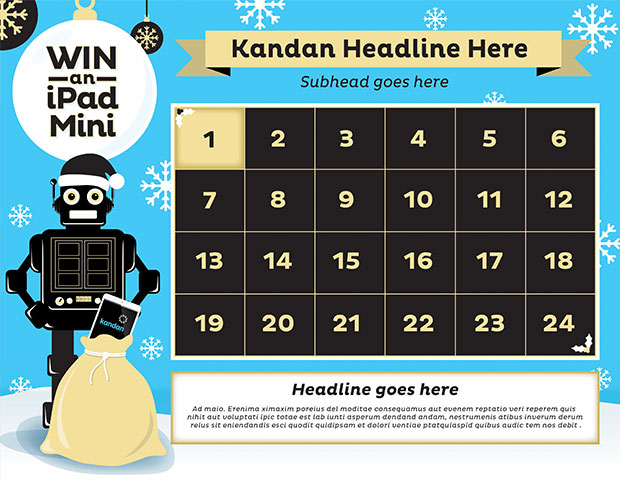 WIN
an
iPad
Mini
Kandan Headline Here
Subhead goes here
1 2 3 4 5 6
7 8 9 10 11 12
13 14 15 16 17 18
19 20 21 22 23 24
kandan
Headline goes here
Ad maio. Erenima ximaxim poreius del moditae consequamus aut evenem reptatio veri reperem quis
nihit aut voluptati ipic totae est lab iunti asperum dendand andam, nestrumenis atibus inverum derum
reius sit eniendandis esci quodit quidipsam et dolori ventiae ptatquiaspid quibus audic tem nos debit .